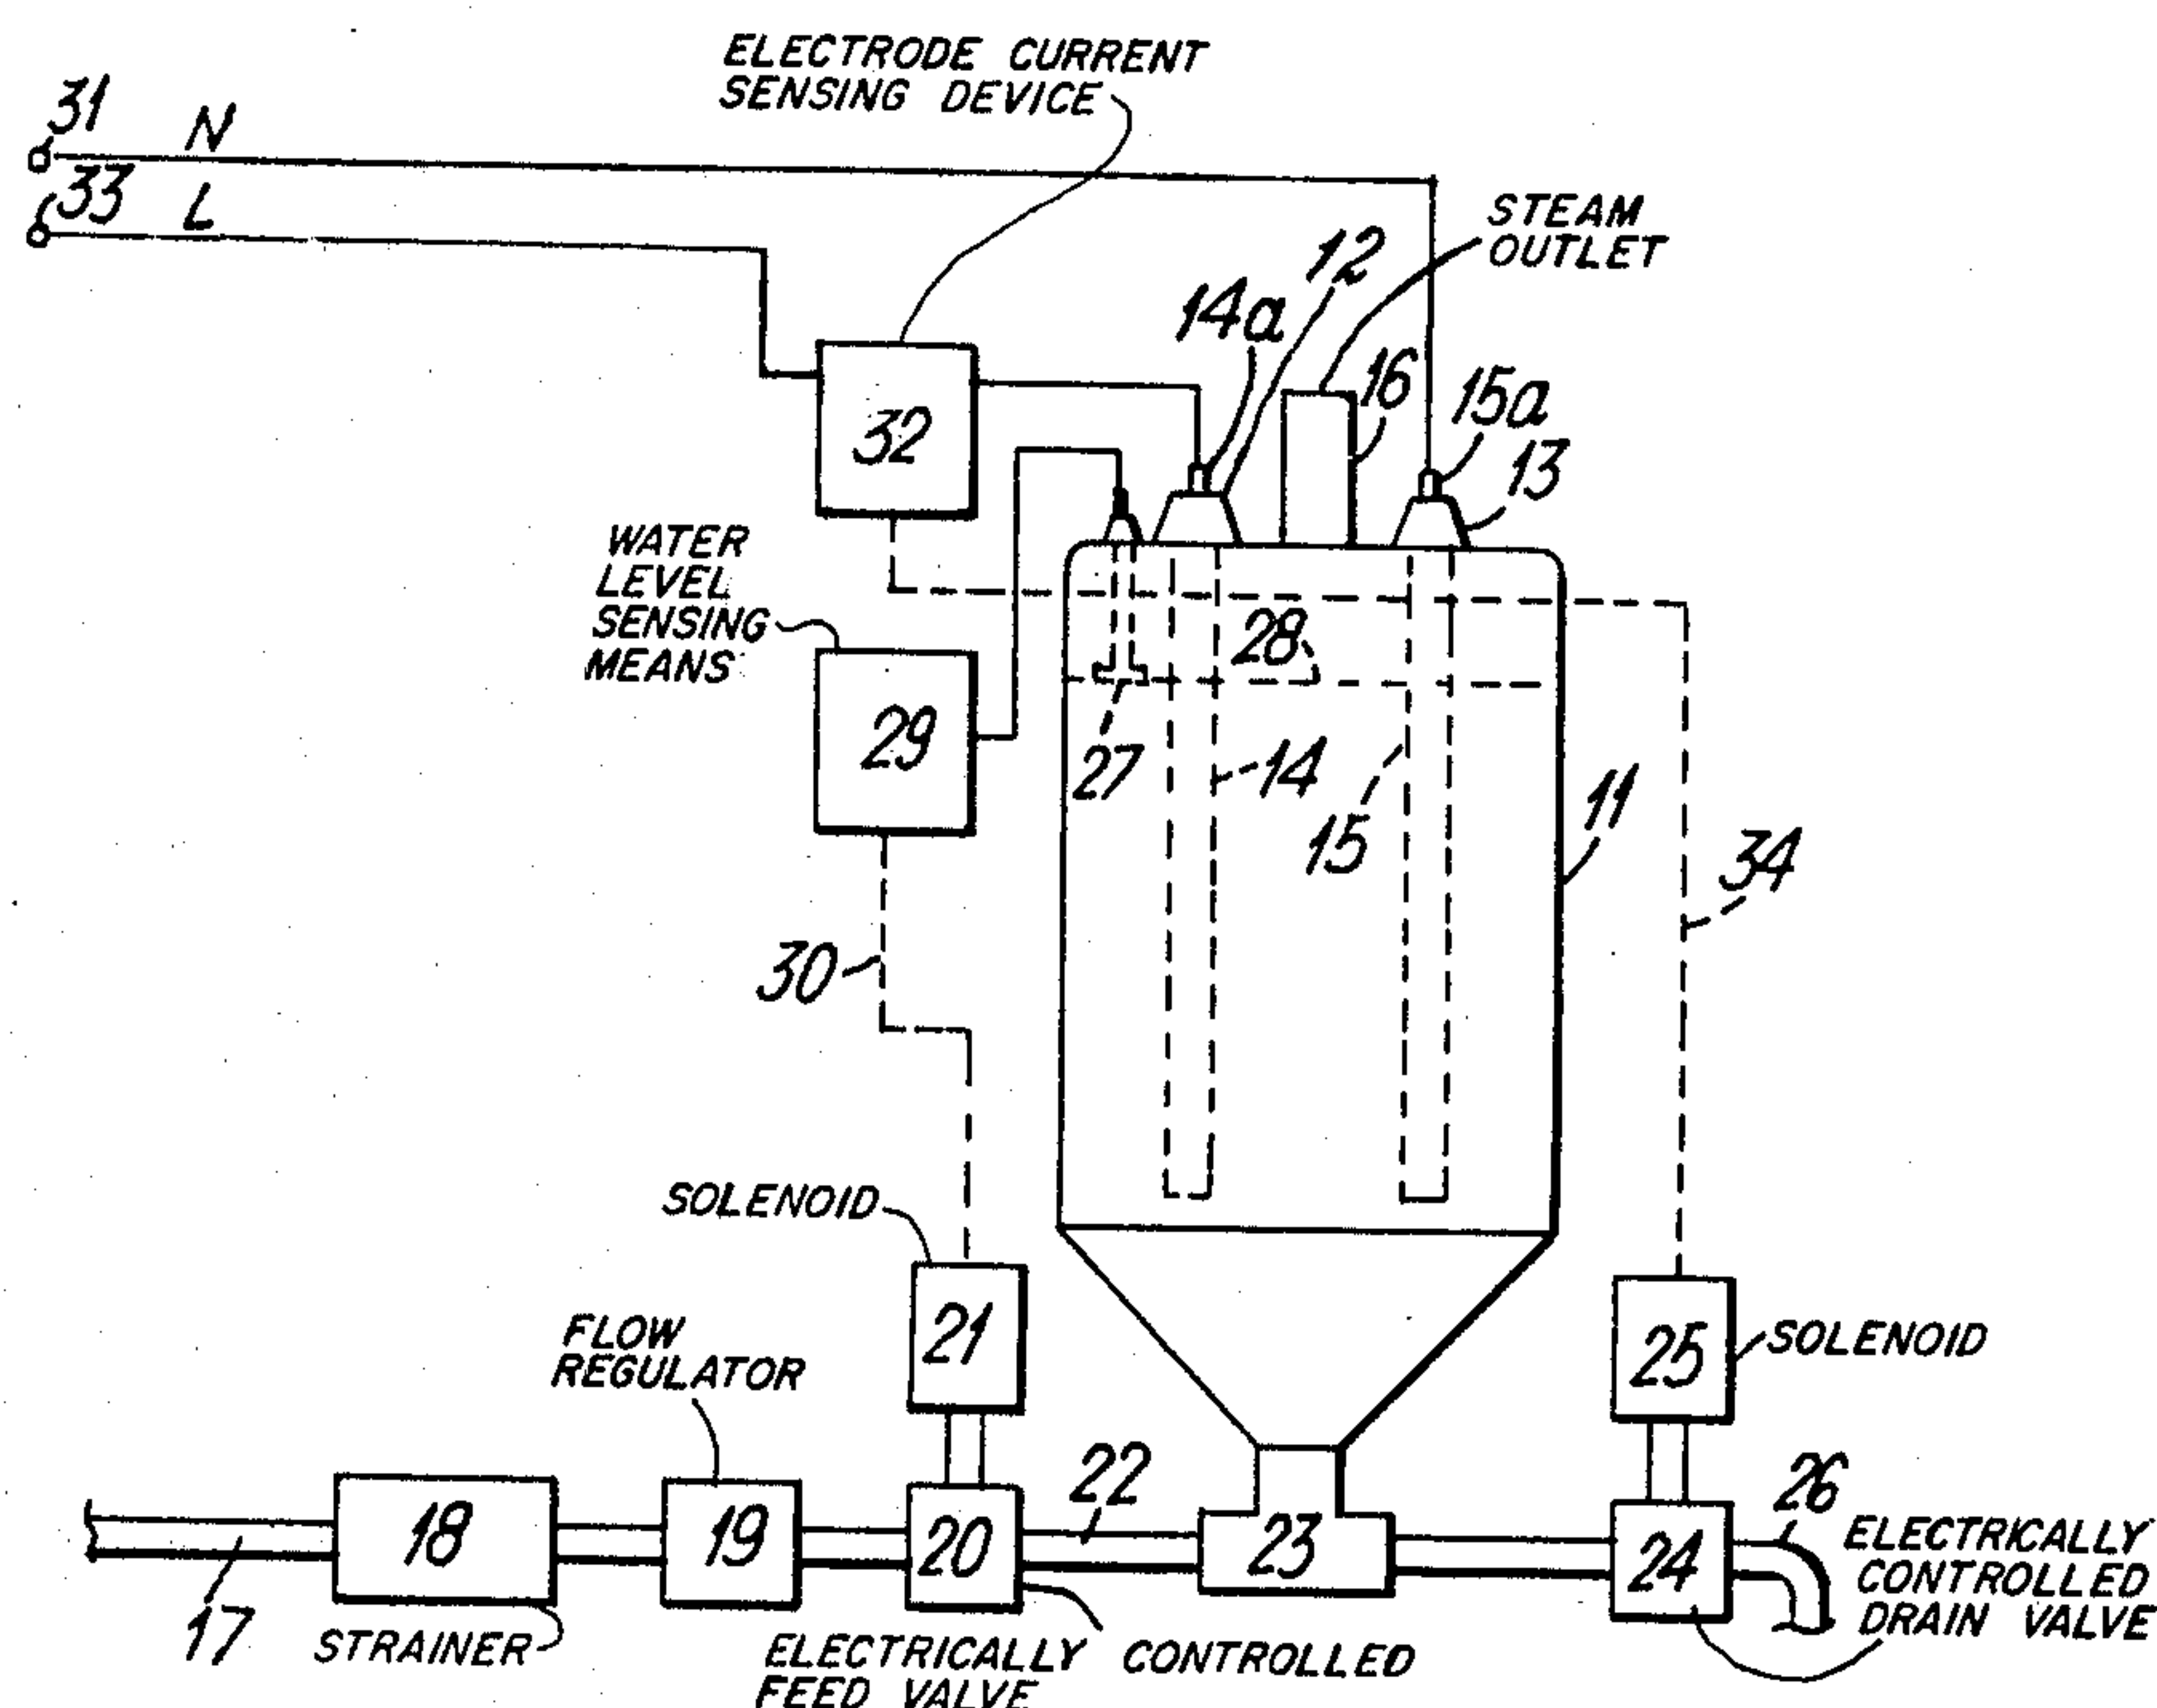 ELECTRODE CURRENT
SENSING DEVICE
31
N
33
L
STEAM
OUTLET
12
14a
16
15a
13
32
WATER
LEVEL
SENSING
MEANS
28
29
27
14
15
11
34
30
SOLENOID
21
25
SOLENOID
FLOW
REGULATOR
22
26
18
19
20
23
24
ELECTRICALLY
CONTROLLED
DRAIN VALVE
17
STRAINER
ELECTRICALLY CONTROLLED
FEED VALVE